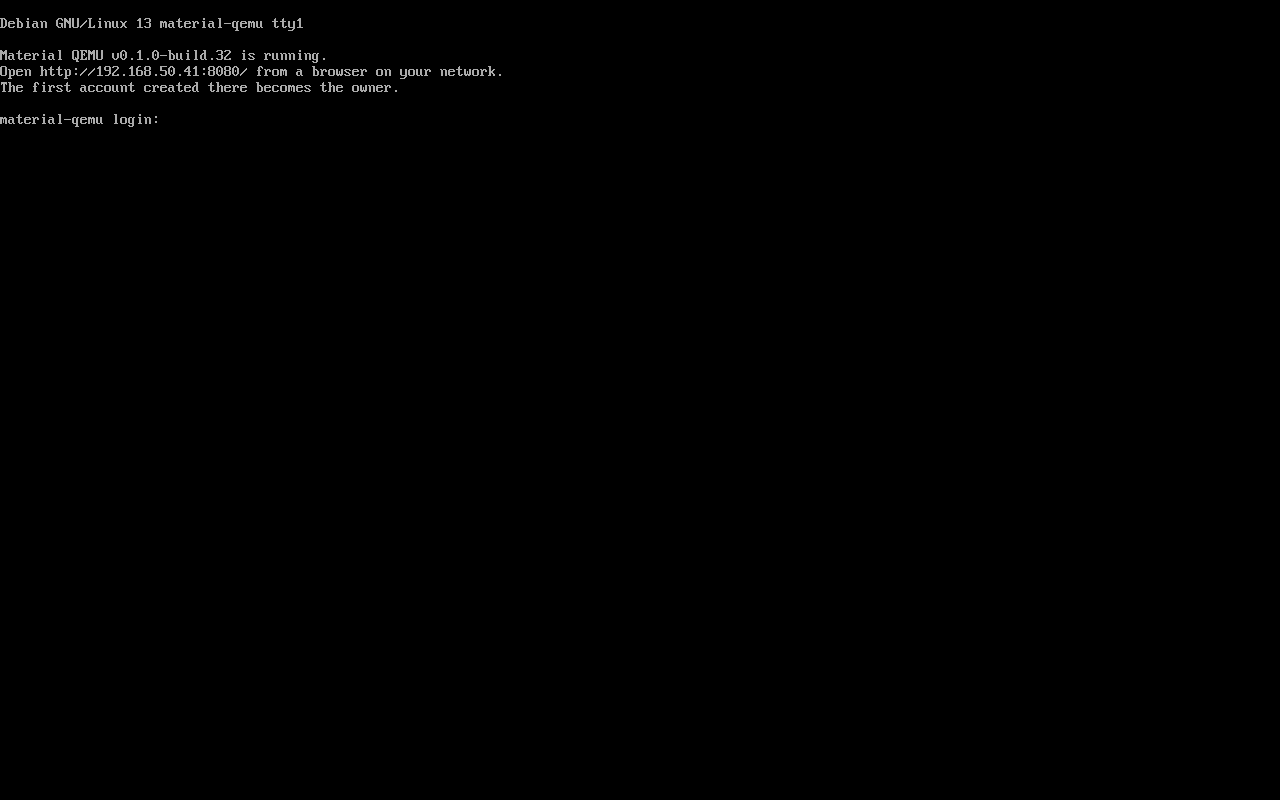 Debian GNU/Linux 13 material-qemu tty1
Material QEMU v0.1.0-build.32 is running.
Open http://192.168.50.41:8080/ from a browser on your network.
The first account created there becomes the owner.
material-qemu login: